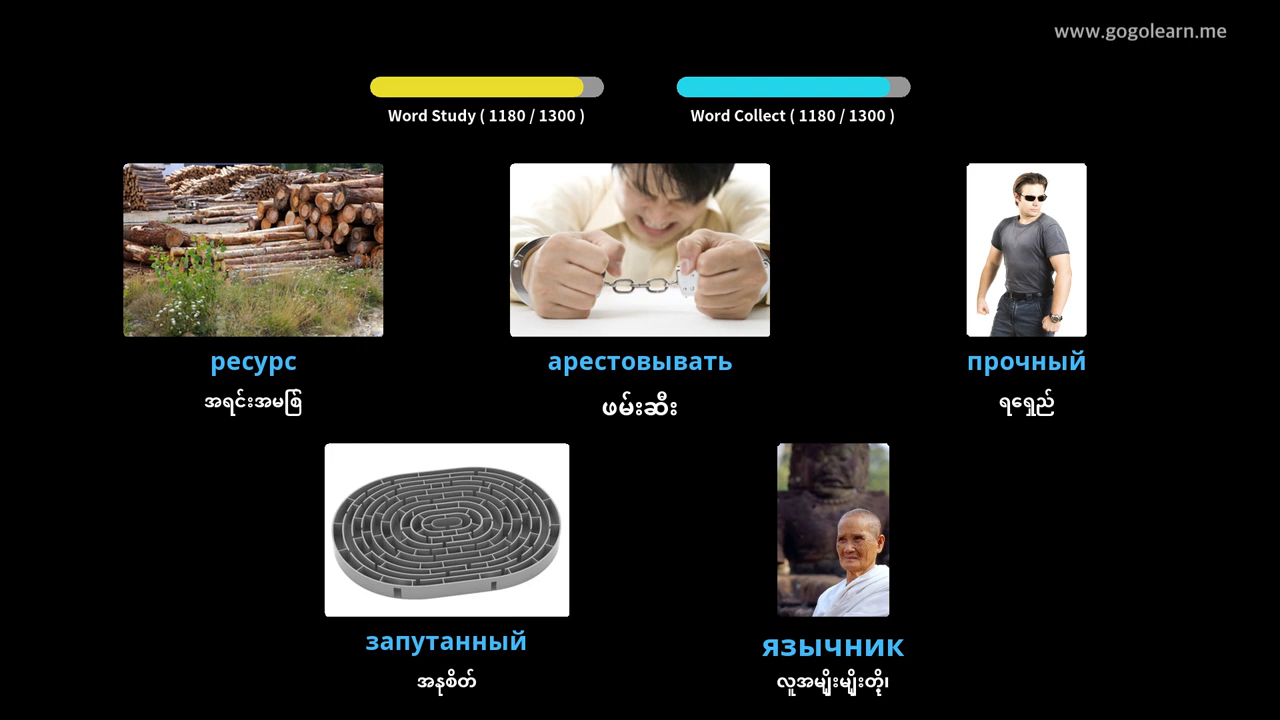 www.gogolearn.me
Word Study ( 1180 / 1300 )
Word Collect ( 1180 / 1300 )
ресурс
အရင်းအမစြ်
арестовывать
ဖမ်းဆီး
прочный
ရရှေည်
запутанный
အနုစိတ်
язычник
လူအမျိုးမျိုးတို့၊